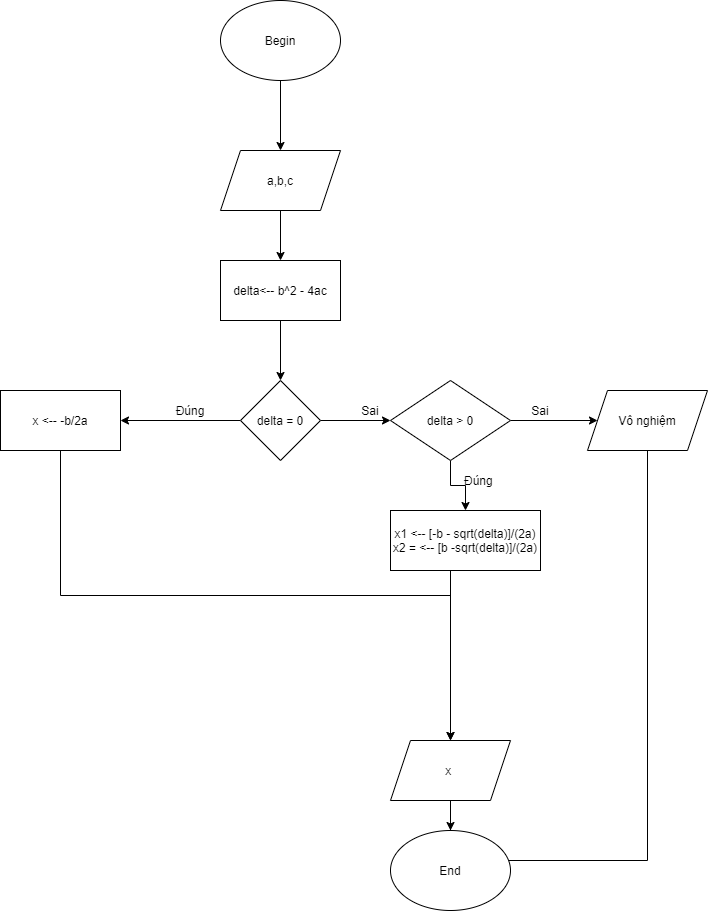 Begin
a,b,c
delta<-- b^2 - 4ac
x <-- -b/2a
Đúng
delta = 0
Sai
delta > 0
Sai
Vô nghiệm
Đúng
x1 <-- [-b - sqrt(delta)]/(2a)
x2 = <-- [b -sqrt(delta)]/(2a)
x
End